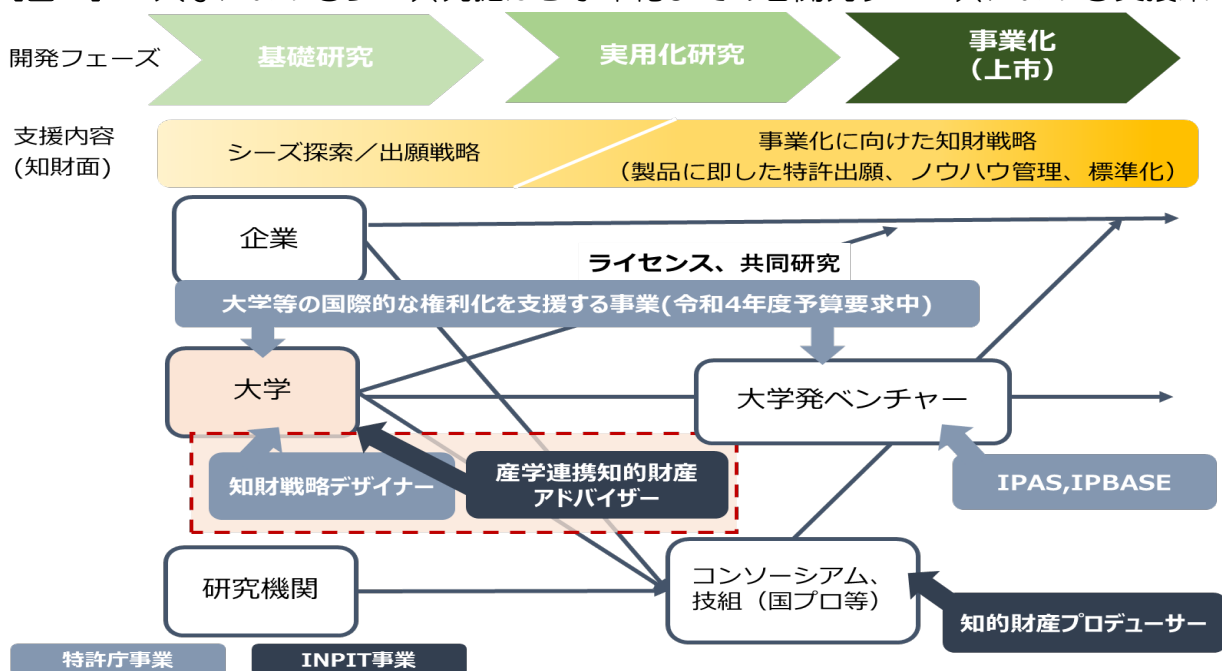 開発フェーズ
基礎研究
実用化研究
事業化
（上市）
支援内容
(知財面)
シーズ探索／出願戦略
事業化に向けた知財戦略
（製品に即した特許出願、ノウハウ管理、標準化）
企業
ライセンス、共同研究
大学等の国際的な権利化を支援する事業(令和4年度予算要求中)
大学
大学発ベンチャー
知財戦略デザイナー
産学連携知的財産
アドバイザー
IPAS,IPBASE
研究機関
コンソーシアム、
技組（国プロ等）
知的財産プロデューサー
特許庁事業
INPIT事業